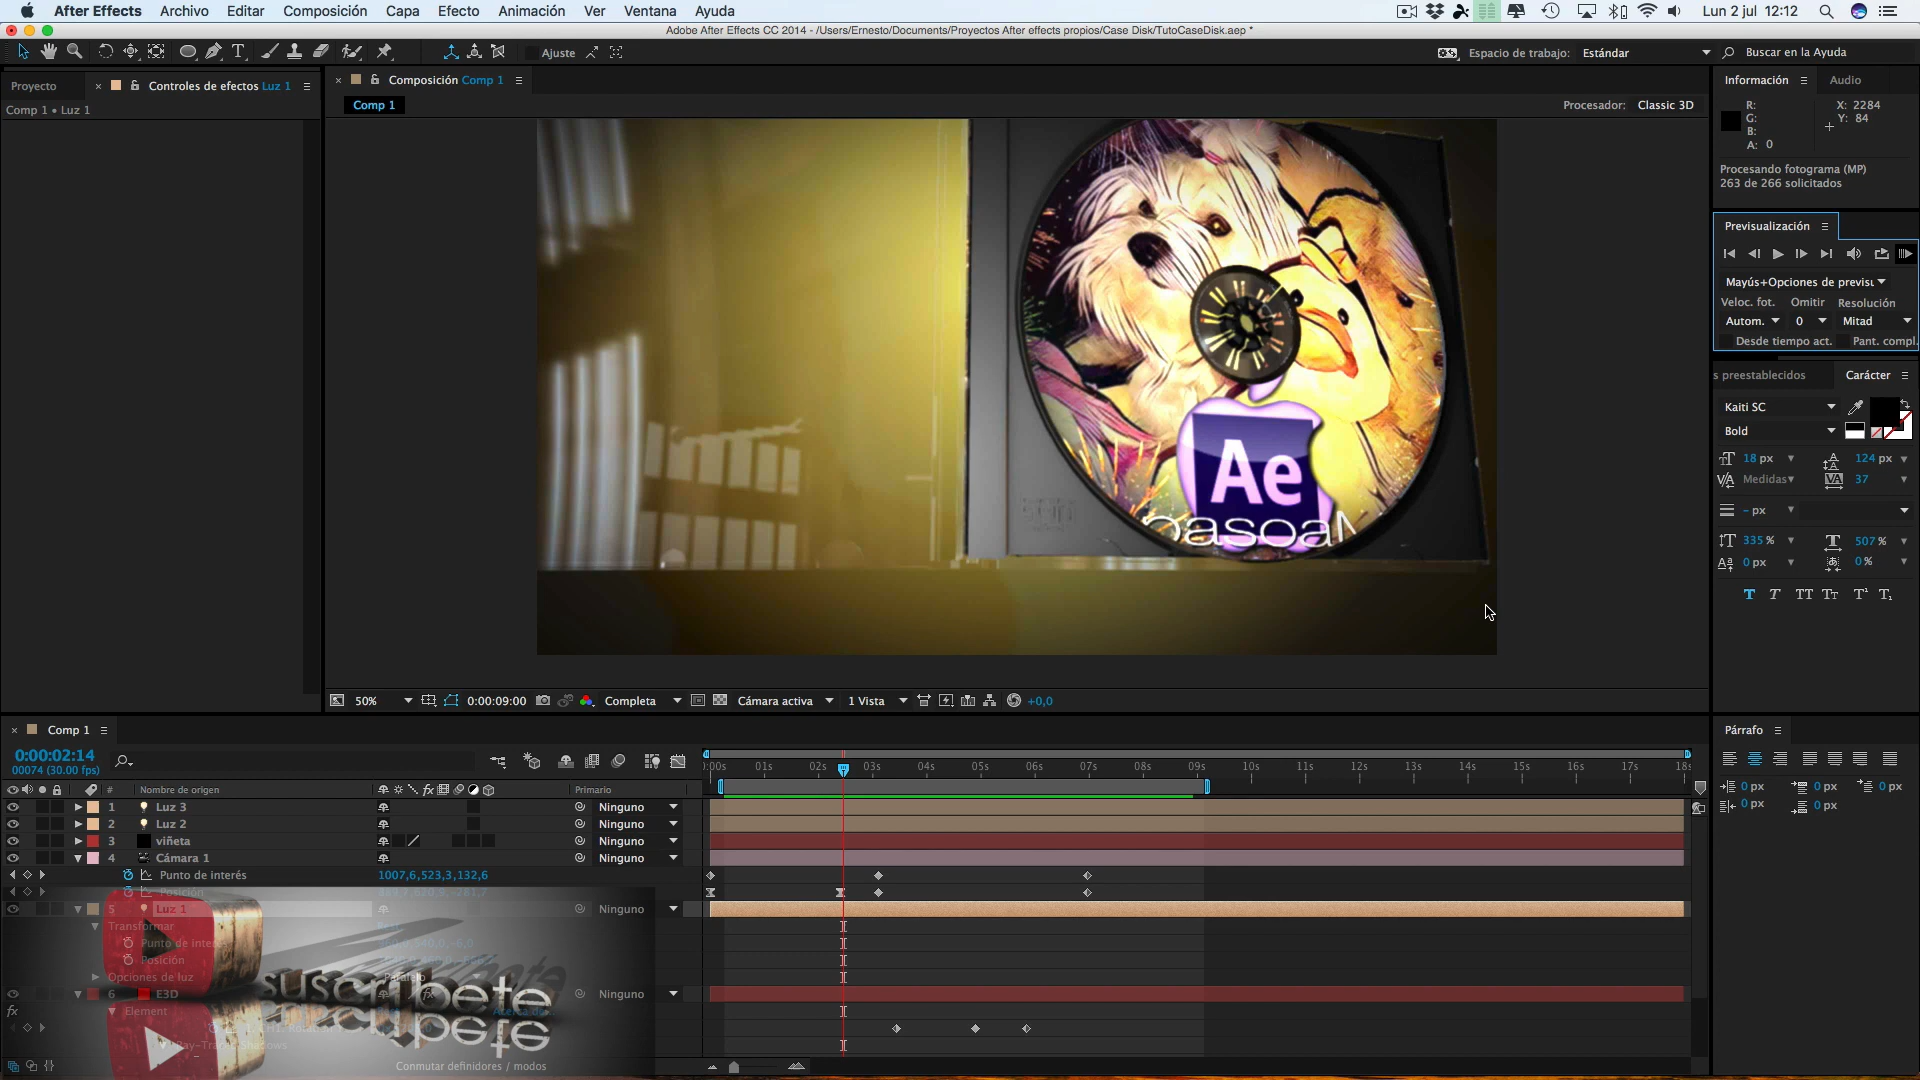 After Effects Archivo Editar Composición Capa Efecto Animación Ver Ventana Ayuda Lun 2 jul 12:12
Adobe After Effects CC 2014 - /Users/Ernesto/Documents/Proyectos After effects propios/Case Disk/TutoCaseDisk.aep *
Ajuste Espacio de trabajo: Estándar Buscar en la Ayuda
Proyecto Controles de efectos Luz 1 Composición Comp 1 Información Audio
Comp 1 • Luz 1 Comp 1 Procesador: Classic 3D
R: X: 2284
G: Y: 84
B:
A: 0
Procesando fotograma (MP)
263 de 266 solicitados
Previsualización
Mayús+Opciones de previsu
Veloc. fot. Omitir Resolución
Autom. 0 Mitad
Desde tiempo act. Pant. compl.
s preestablecidos Carácter
Kaiti SC
Bold
18 px 124 px
Medidas 37
- px
335 % 507 %
0 px 0 %
T T TT Tт T¹ T₁
Ae
50% 0:00:09:00 Completa Cámara activa 1 Vista +0,0
Comp 1 Párrafo
0:00:02:14
00074 (30.00 fps)
:00s 01s 02s 03s 04s 05s 06s 07s 08s 09s 10s 11s 12s 13s 14s 15s 16s 17s 18s
# Nombre de origen fx Primario
1 Luz 3 Ninguno
2 Luz 2 Ninguno
3 viñeta Ninguno
4 Cámara 1 Ninguno
Punto de interés 1007,6,523,3,132,6
Posición
5 Luz 1 Ninguno
Transformar
Punto de inter
Posición
Opciones de luz
6 E3D Ninguno
fx Element
suscribete
Conmutar definidores / modos
0 px 0 px 0 px
0 px 0 px